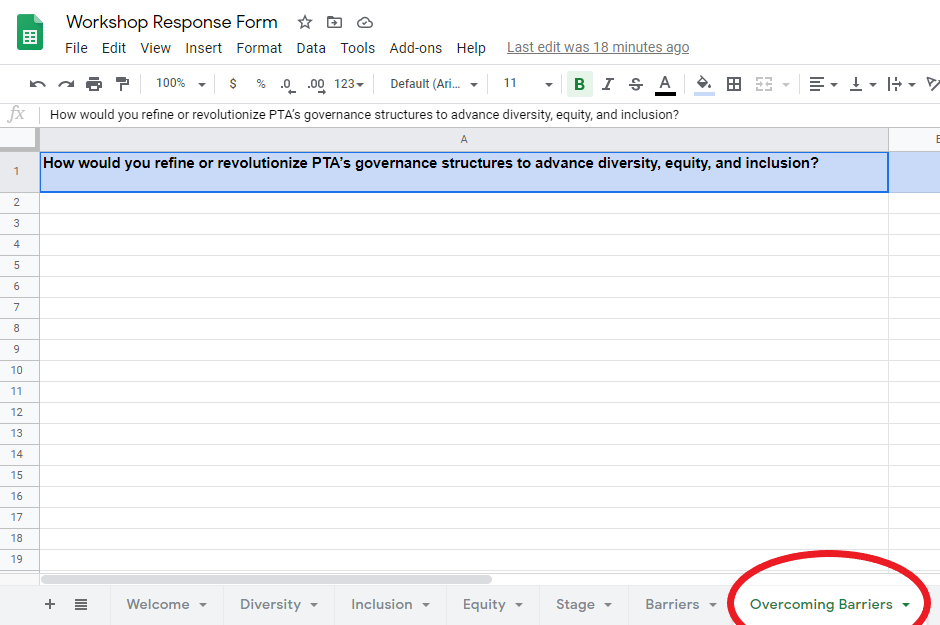 Workshop Response Form
File Edit View Insert Format Data Tools Add-ons Help Last edit was 18 minutes ago
100% $ % .0 .00 123 Default (Ari... 11 B I S A
fx How would you refine or revolutionize PTA’s governance structures to advance diversity, equity, and inclusion?
A
1 How would you refine or revolutionize PTA’s governance structures to advance diversity, equity, and inclusion?
2
3
4
5
6
7
8
9
10
11
12
13
14
15
16
17
18
19
+ Welcome Diversity Inclusion Equity Stage Barriers Overcoming Barriers